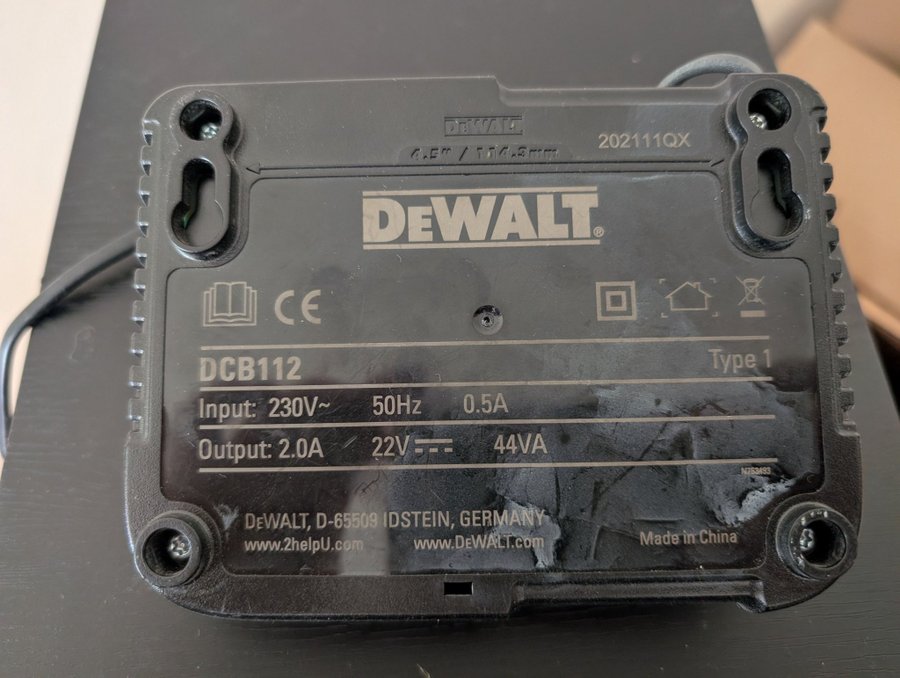 DEWALT
4.5" / 114.3mm
202111QX
DEWALT®
CE
DCB112 Type 1
Input: 230V~ 50Hz 0.5A
Output: 2.0A 22V⎓ 44VA
DEWALT, D-65509 IDSTEIN, GERMANY
www.2helpU.com www.DEWALT.com Made in China